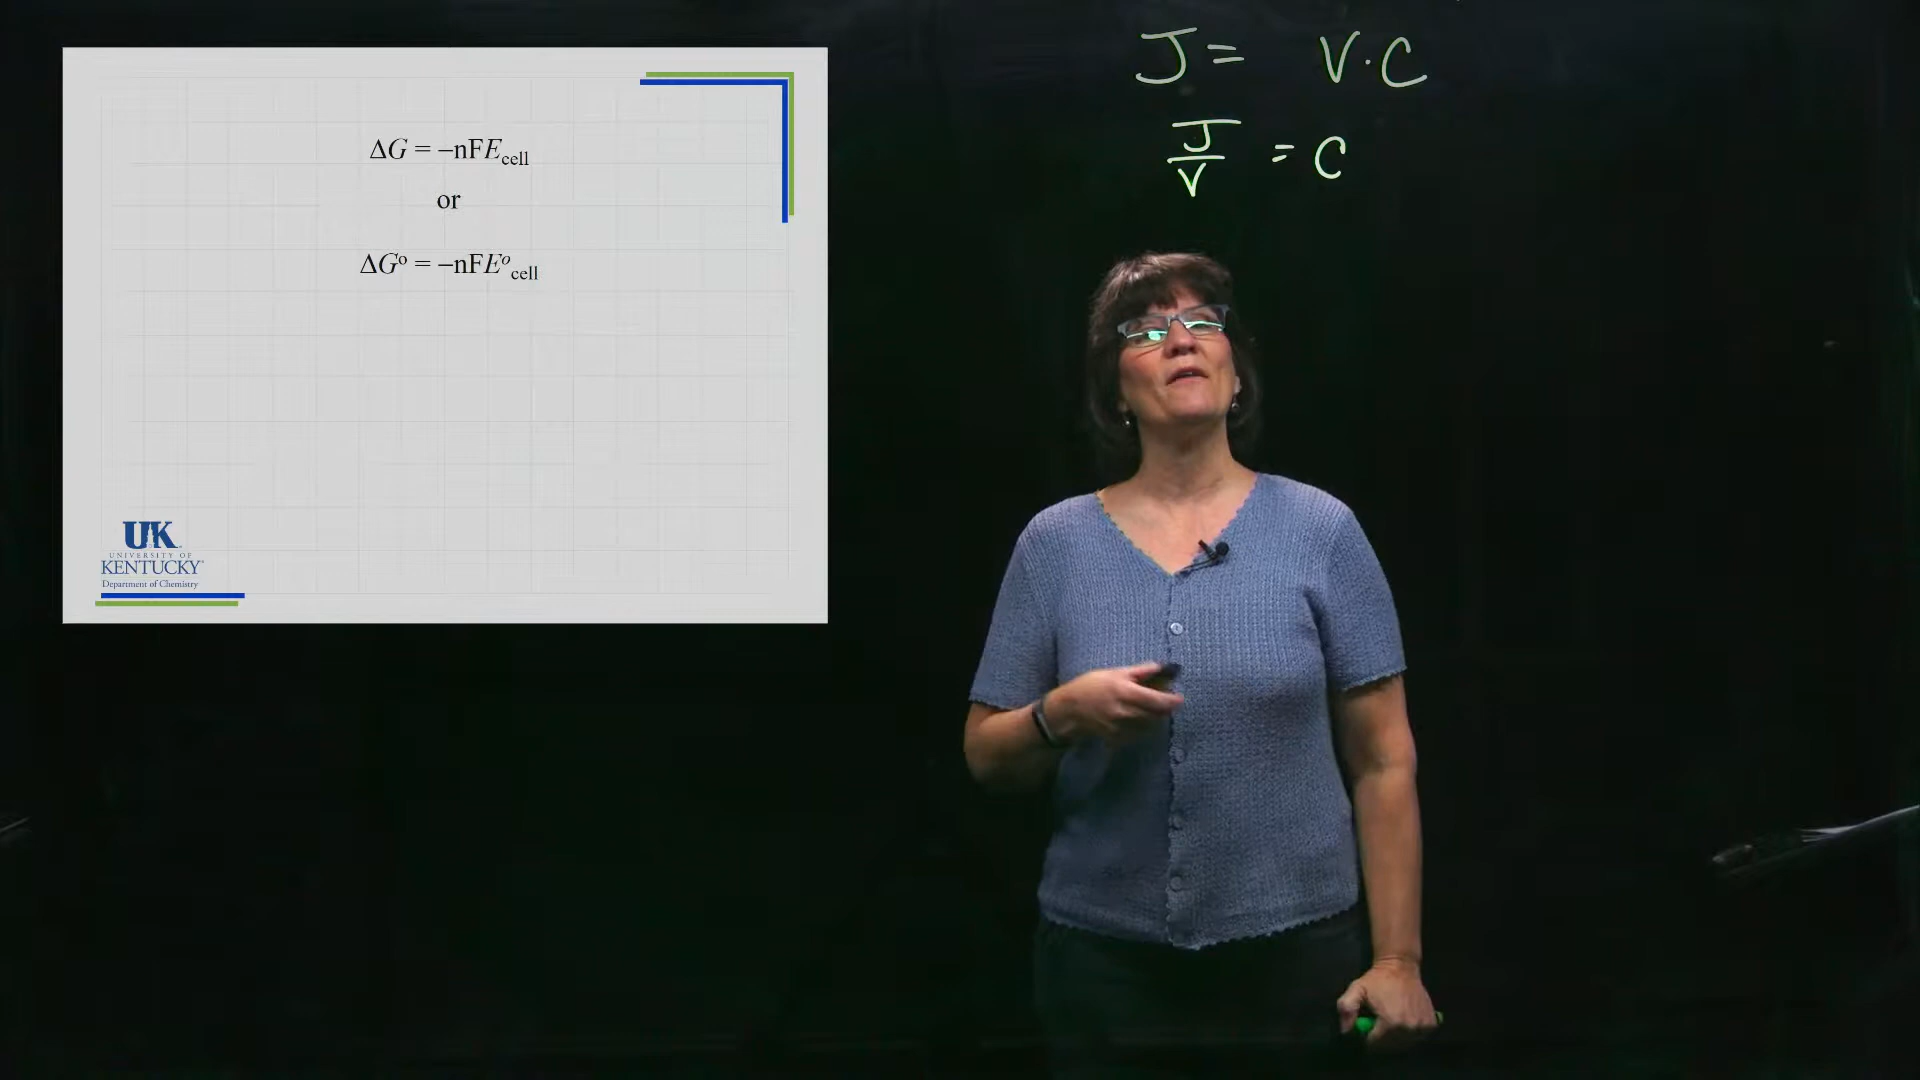 ΔG = –nFE_cell
or
ΔG° = –nFE°_cell
UK
UNIVERSITY OF
KENTUCKY
Department of Chemistry
J = V·C
J/V = C